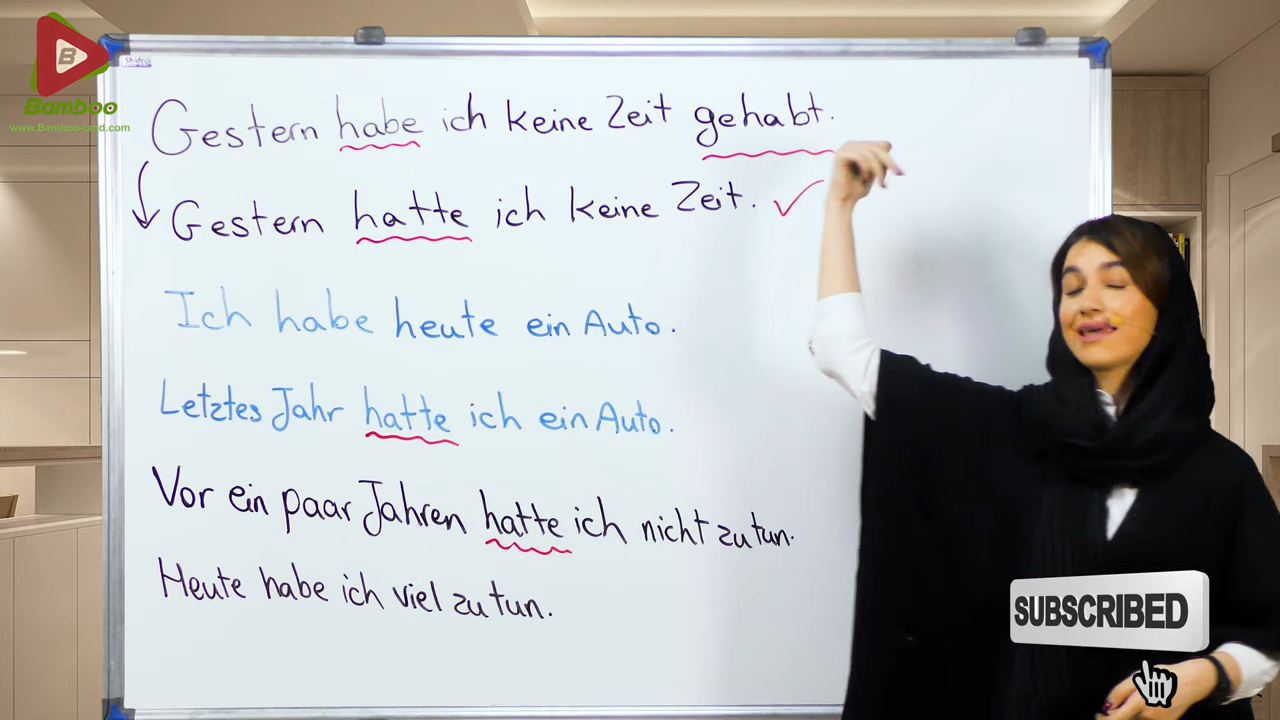 Bamboo
www.Bamboo-land.com
Gestern habe ich keine Zeit gehabt.
Gestern hatte ich keine Zeit.
Ich habe heute ein Auto.
Letztes Jahr hatte ich ein Auto.
Vor ein paar Jahren hatte ich nicht zu tun.
Heute habe ich viel zu tun.
SUBSCRIBED